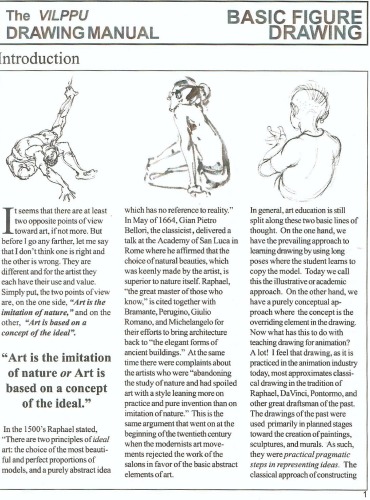 The VILPPU
DRAWING MANUAL
BASIC FIGURE
DRAWING
Introduction
It seems that there are at least
two opposite points of view
toward art, if not more. But
before I go any farther, let me say
that I don't think one is right and
the other is wrong. They are
different and for the artist they
each have their use and value.
Simply put, the two points of view
are, on the one side, "Art is the
imitation of nature," and on the
other, "Art is based on a
concept of the ideal".
"Art is the imitation
of nature or Art is
based on a concept
of the ideal."
In the 1500's Raphael stated,
"There are two principles of ideal
art: the choice of the most beauti-
ful and perfect proportions of
models, and a purely abstract idea
which has no reference to reality."
In May of 1664, Gian Pietro
Bellori, the classicist, delivered a
talk at the Academy of San Luca in
Rome where he affirmed that the
choice of natural beauties, which
was keenly made by the artist, is
superior to nature itself. Raphael,
"the great master of those who
know," is cited together with
Bramante, Perugino, Giulio
Romano, and Michelangelo for
their efforts to bring architecture
back to "the elegant forms of
ancient buildings." At the same
time there were complaints about
the artists who were "abandoning
the study of nature and had spoiled
art with a style leaning more on
practice and pure invention than on
imitation of nature." This is the
same argument that went on at the
beginning of the twentieth century
when the modernists art move-
ments rejected the work of the
salons in favor of the basic abstract
elements of art.
In general, art education is still
split along these two basic lines of
thought. On the one hand, we
have the prevailing approach to
learning drawing by using long
poses where the student learns to
copy the model. Today we call
this the illustrative or academic
approach. On the other hand, we
have a purely conceptual ap-
proach where the concept is the
overriding element in the drawing.
Now what has this to do with
teaching drawing for animation?
A lot! I feel that drawing, as it is
practiced in the animation industry
today, most approximates classi-
cal drawing in the tradition of
Raphael, DaVinci, Pontormo, and
other great draftsman of the past.
The drawings of the past were
used primarily in planned stages
toward the creation of paintings,
sculptures, and murals. As such,
they were practical pragmatic
steps in representing ideas. The
classical approach of constructing
1